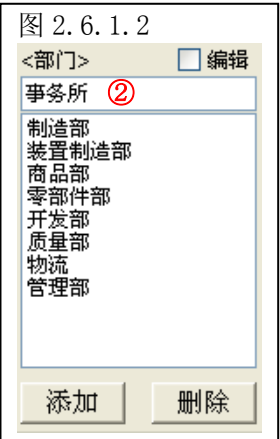 图 2.6.1.2
<部门> 编辑
事务所 ②
制造部
装置制造部
商品部
零部件部
开发部
质量部
物流
管理部
添加 删除